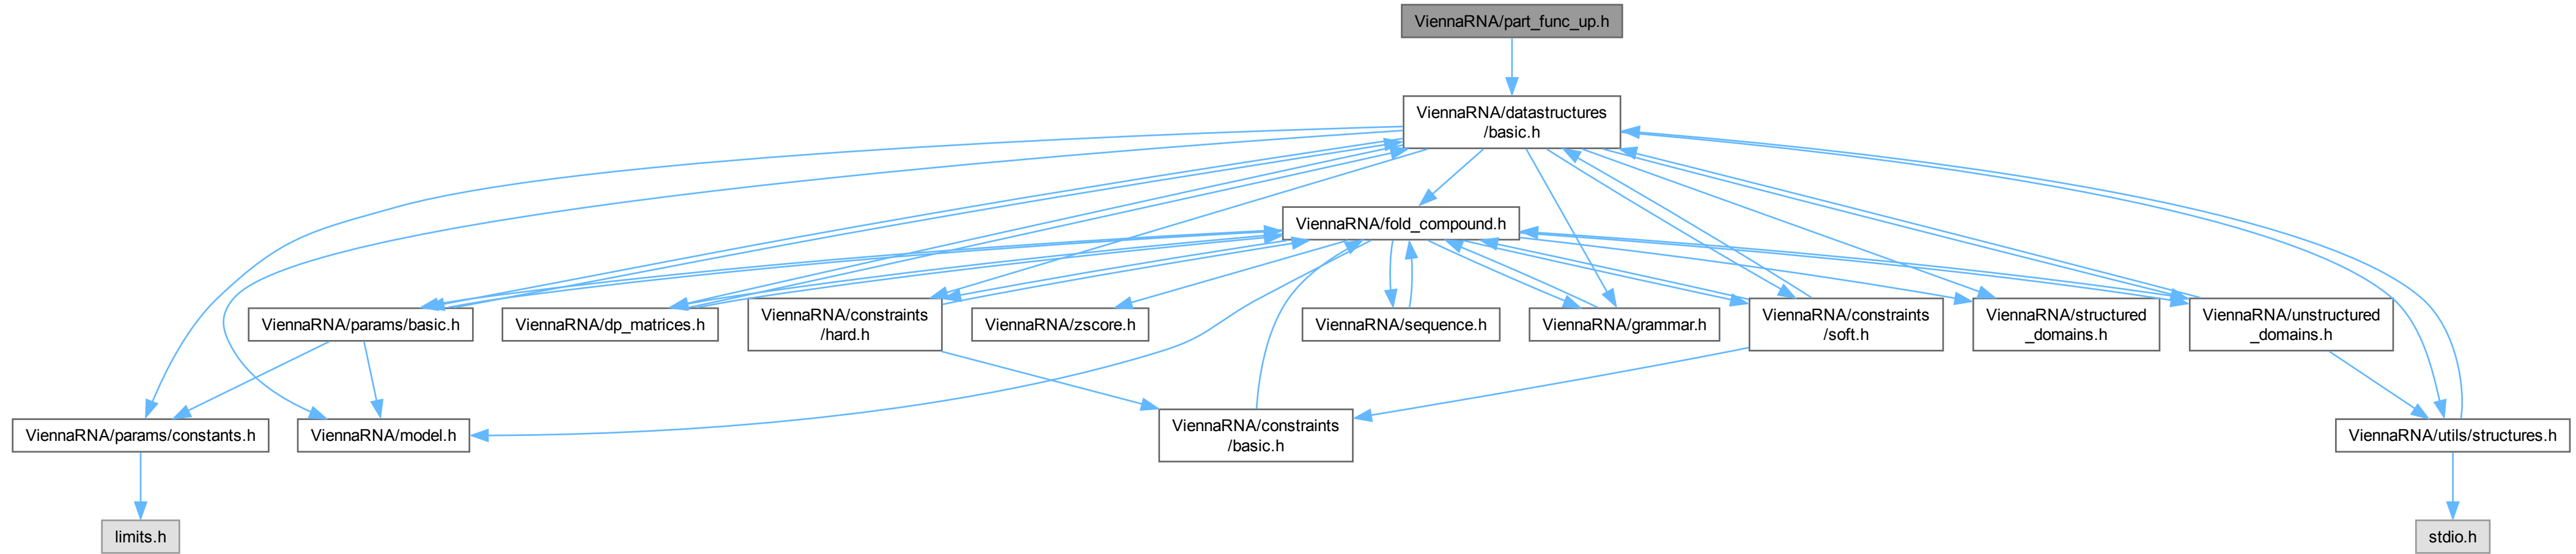 ViennaRNA/part_func_up.h
ViennaRNA/datastructures
/basic.h
ViennaRNA/fold_compound.h
ViennaRNA/params/basic.h
ViennaRNA/dp_matrices.h
ViennaRNA/constraints
/hard.h
ViennaRNA/zscore.h
ViennaRNA/sequence.h
ViennaRNA/grammar.h
ViennaRNA/constraints
/soft.h
ViennaRNA/structured
_domains.h
ViennaRNA/unstructured
_domains.h
ViennaRNA/params/constants.h
ViennaRNA/model.h
ViennaRNA/constraints
/basic.h
ViennaRNA/utils/structures.h
limits.h
stdio.h